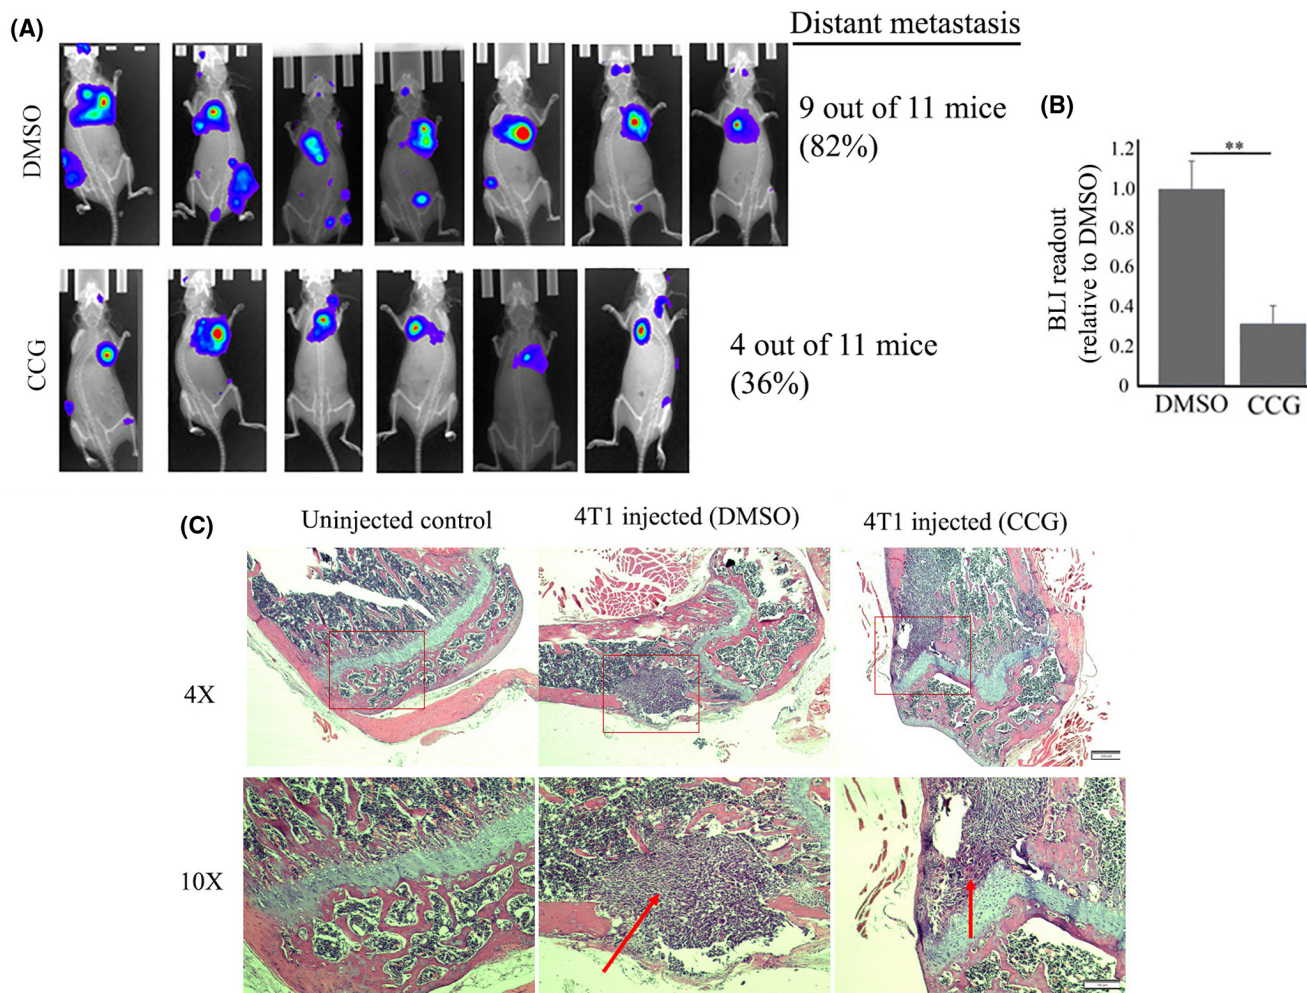 (A)
Distant metastasis
DMSO
9 out of 11 mice
(82%)
CCG
4 out of 11 mice
(36%)
(B)
BLI readout
(relative to DMSO)
1.2
1.0
0.8
0.6
0.4
0.2
0
**
DMSO CCG
(C)
Uninjected control
4T1 injected (DMSO)
4T1 injected (CCG)
4X
10X